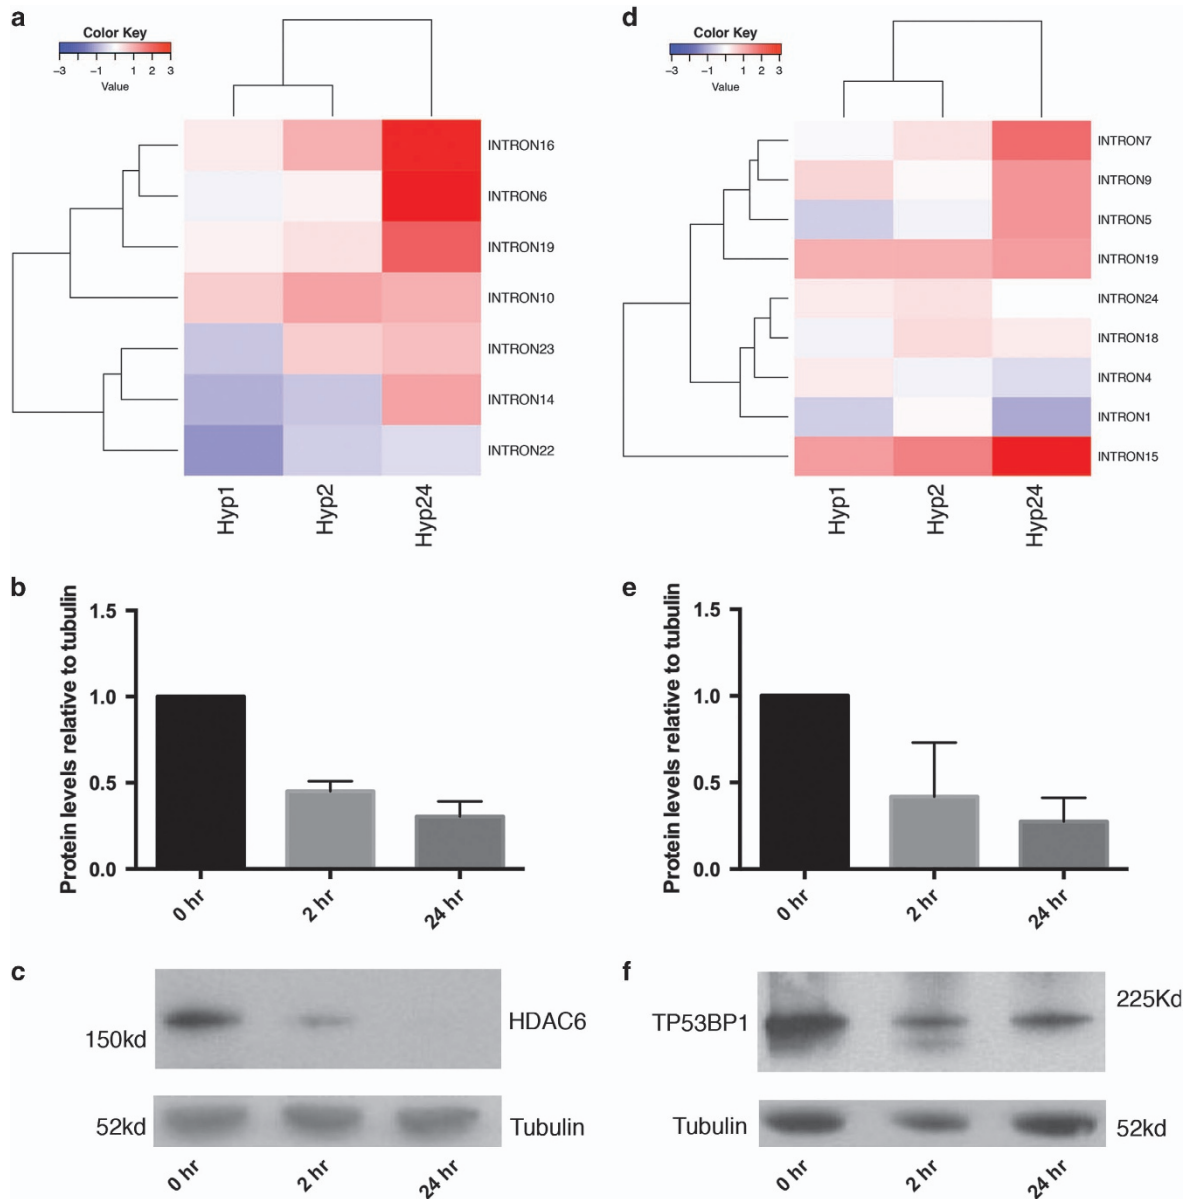 a
Color Key
−3 −1 1 2 3
Value
INTRON16
INTRON6
INTRON19
INTRON10
INTRON23
INTRON14
INTRON22
Hyp1
Hyp2
Hyp24
d
Color Key
−3 −1 1 2 3
Value
INTRON7
INTRON9
INTRON5
INTRON19
INTRON24
INTRON18
INTRON4
INTRON1
INTRON15
Hyp1
Hyp2
Hyp24
b
Protein levels relative to tubulin
1.5
1.0
0.5
0.0
0 hr
2 hr
24 hr
e
Protein levels relative to tubulin
1.5
1.0
0.5
0.0
0 hr
2 hr
24 hr
c
150kd
HDAC6
52kd
Tubulin
0 hr
2 hr
24 hr
f
TP53BP1
225Kd
Tubulin
52kd
0 hr
2 hr
24 hr